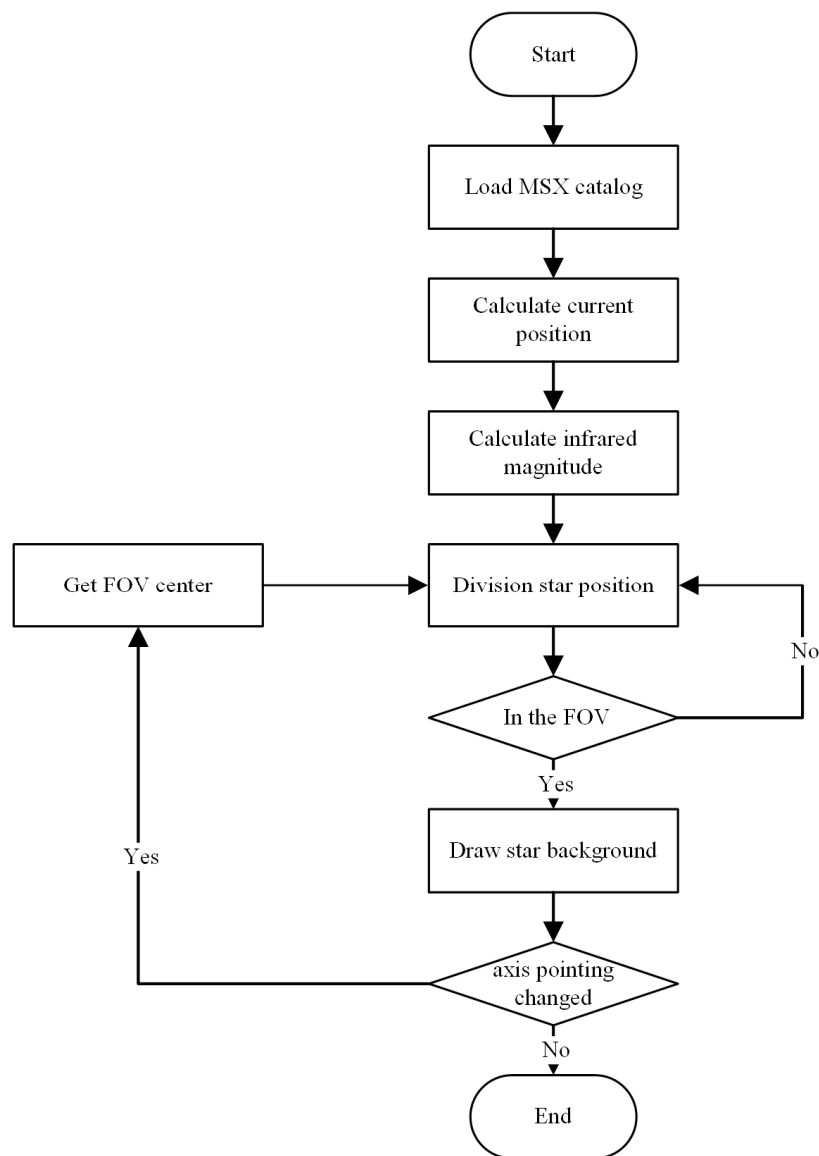 Start
Load MSX catalog
Calculate current
position
Calculate infrared
magnitude
Get FOV center
Division star position
No
In the FOV
Yes
Draw star background
Yes
axis pointing
changed
No
End